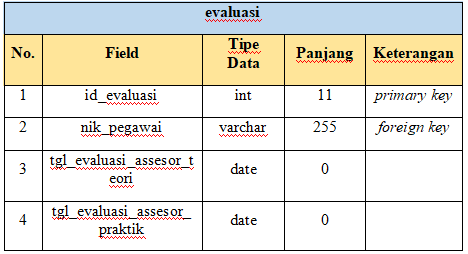 evaluasi
No. Field Tipe Data Panjang Keterangan
1 id_evaluasi int 11 primary key
2 nik_pegawai varchar 255 foreign key
3 tgl_evaluasi_assesor_t
eori date 0
4 tgl_evaluasi_assesor_
praktik date 0